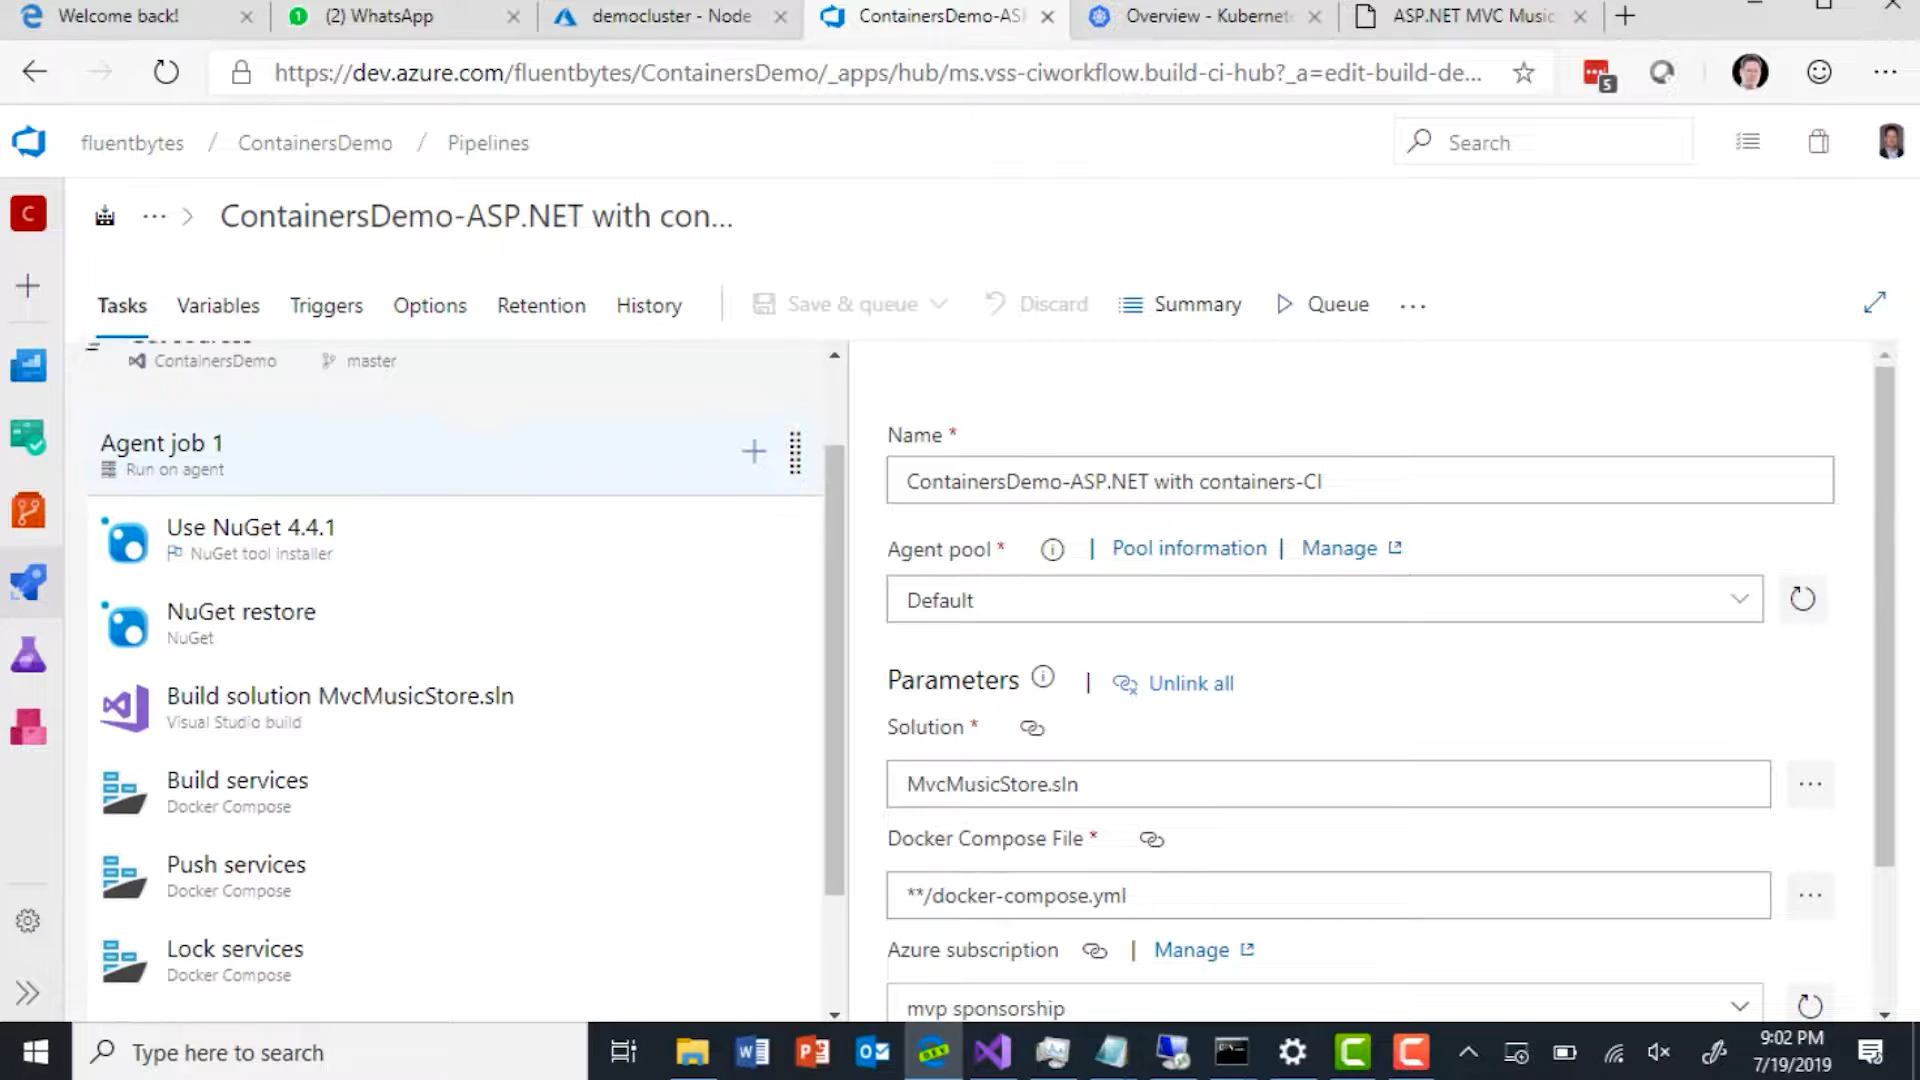 Welcome back!
(2) WhatsApp
democluster - Node
ContainersDemo-AS
Overview - Kubernet
ASP.NET MVC Music
https://dev.azure.com/fluentbytes/ContainersDemo/_apps/hub/ms.vss-ciworkflow.build-ci-hub?_a=edit-build-de...
5
fluentbytes / ContainersDemo / Pipelines
Search
C
... > ContainersDemo-ASP.NET with con...
Tasks Variables Triggers Options Retention History
Save & queue Discard Summary Queue ...
ContainersDemo master
Agent job 1
Run on agent
Use NuGet 4.4.1
NuGet tool installer
NuGet restore
NuGet
Build solution MvcMusicStore.sln
Visual Studio build
Build services
Docker Compose
Push services
Docker Compose
Lock services
Docker Compose
Name *
ContainersDemo-ASP.NET with containers-CI
Agent pool * | Pool information | Manage
Default
Parameters | Unlink all
Solution *
MvcMusicStore.sln
Docker Compose File *
**/docker-compose.yml
Azure subscription | Manage
mvp sponsorship
Type here to search
9:02 PM
7/19/2019